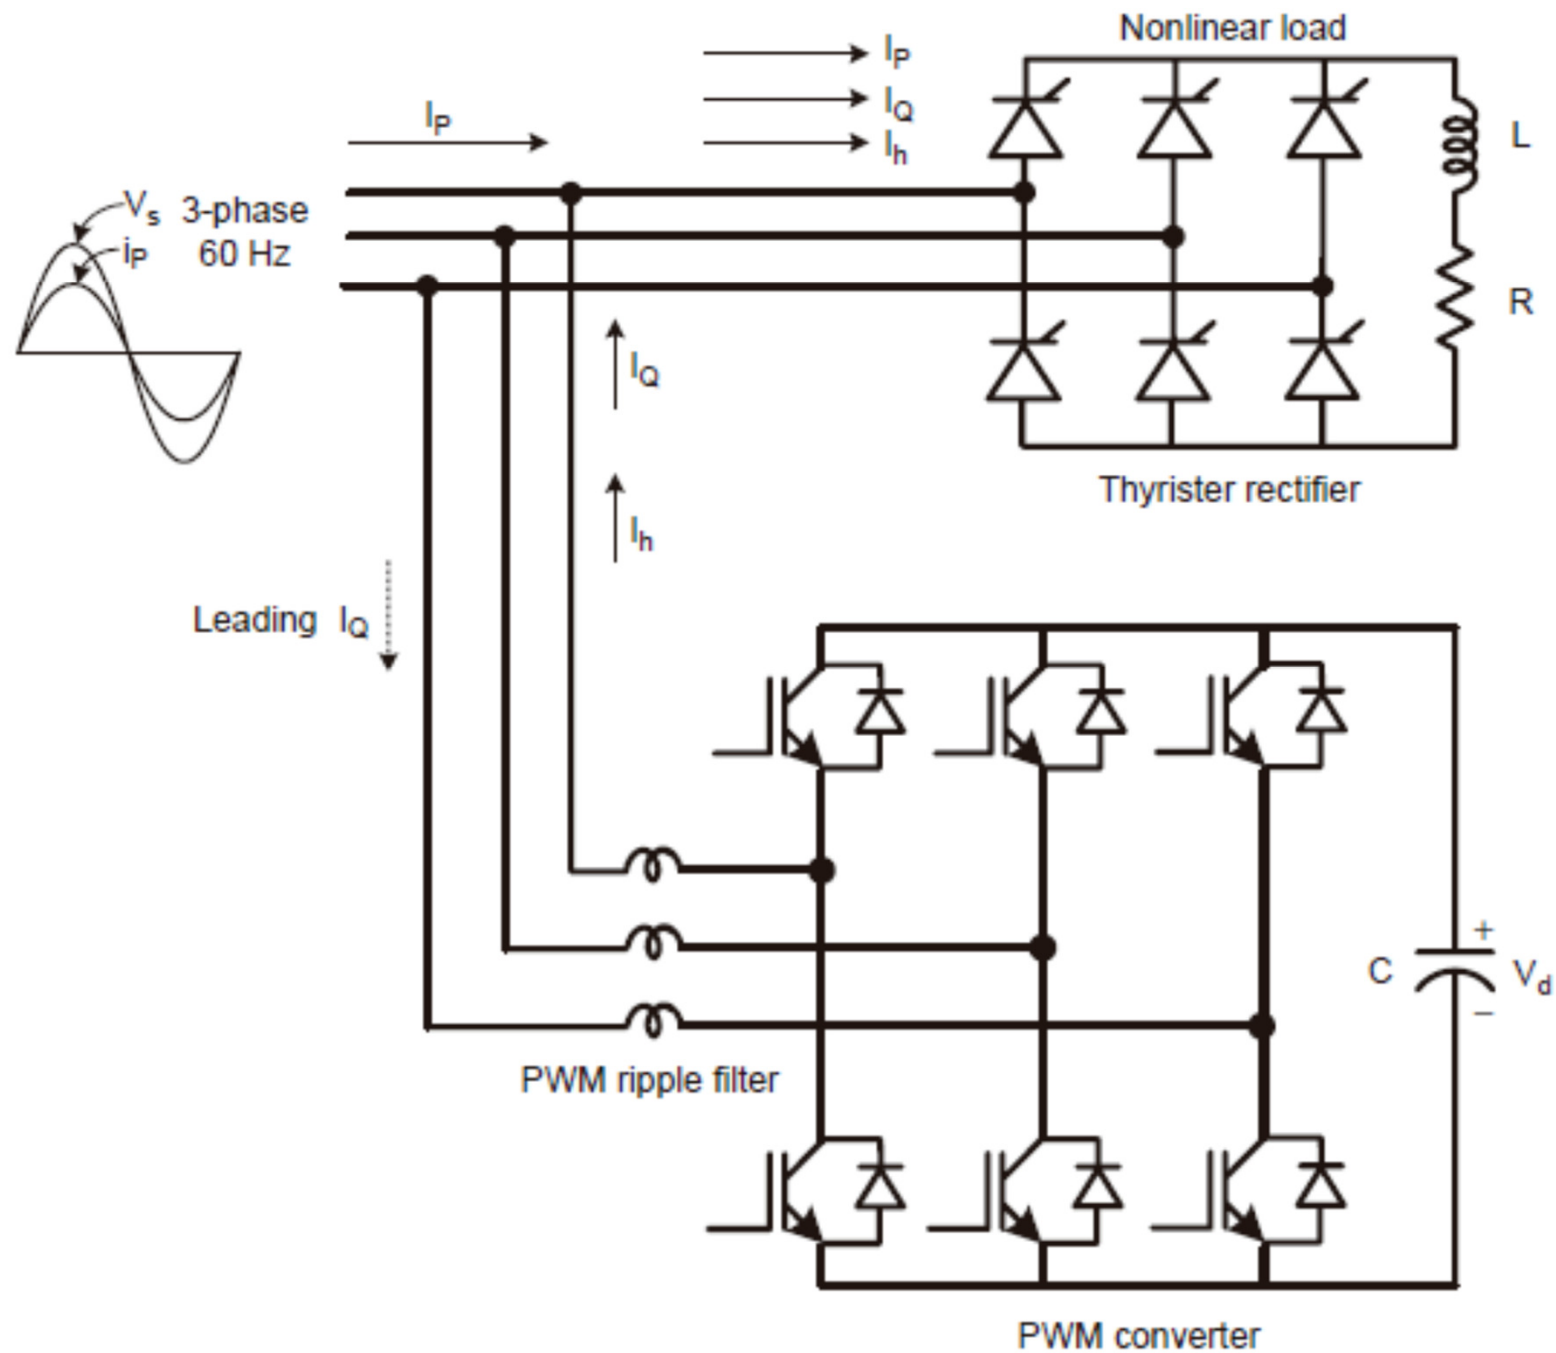 Nonlinear load
IP
IQ
Ih
IP
L
Vs 3-phase
iP 60 Hz
R
IQ
Thyrister rectifier
Ih
Leading IQ
+
C Vd
−
PWM ripple filter
PWM converter